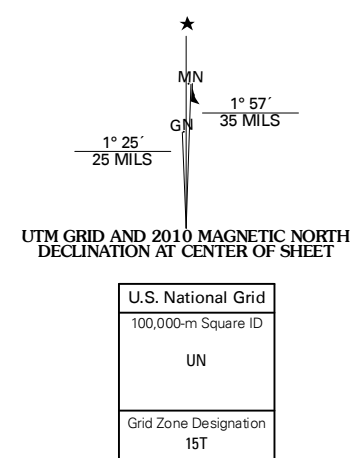 ★
MN
1° 57´
35 MILS
GN
1° 25´
25 MILS
UTM GRID AND 2010 MAGNETIC NORTH
DECLINATION AT CENTER OF SHEET
U.S. National Grid
100,000-m Square ID
UN
Grid Zone Designation
15T